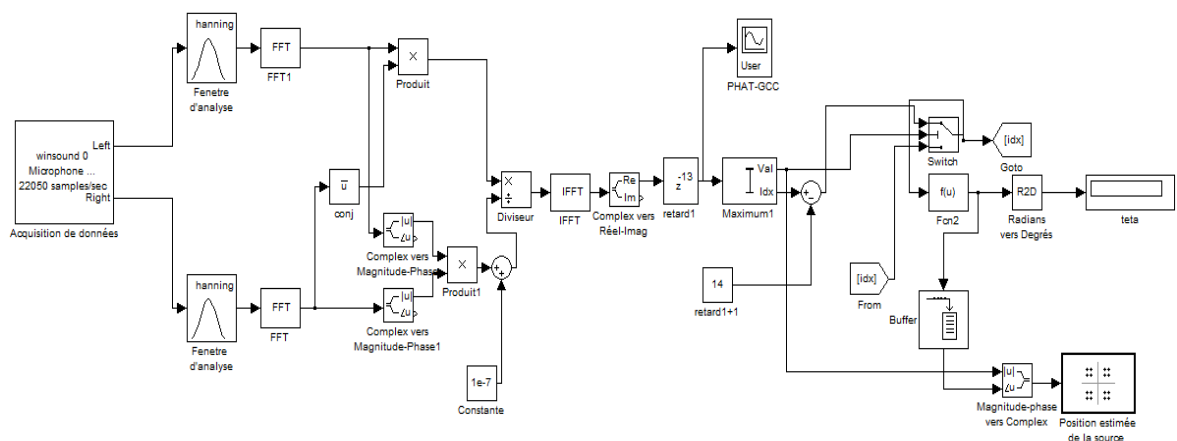 winsound 0
Microphone ...
22050 samples/sec
Left
Right
Acquisition de données
hanning
Fenetre
d'analyse
FFT
FFT1
hanning
Fenetre
d'analyse
FFT
FFT
u
conj
|u|
∠u
Complex vers
Magnitude-Phase
|u|
∠u
Complex vers
Magnitude-Phase1
×
Produit
×
Produit1
1e-7
Constante
×
÷
Diviseur
IFFT
IFFT
Re
Im
Complex vers
Réel-Imag
-13
z
retard1
User
PHAT-GCC
Val
Idx
Maximum1
14
retard1+1
Switch
[idx]
Goto
f(u)
Fcn2
R2D
Radians
vers Degrés
teta
[idx]
From
Buffer
|u|
∠u
Magnitude-phase
vers Complex
Position estimée
de la source